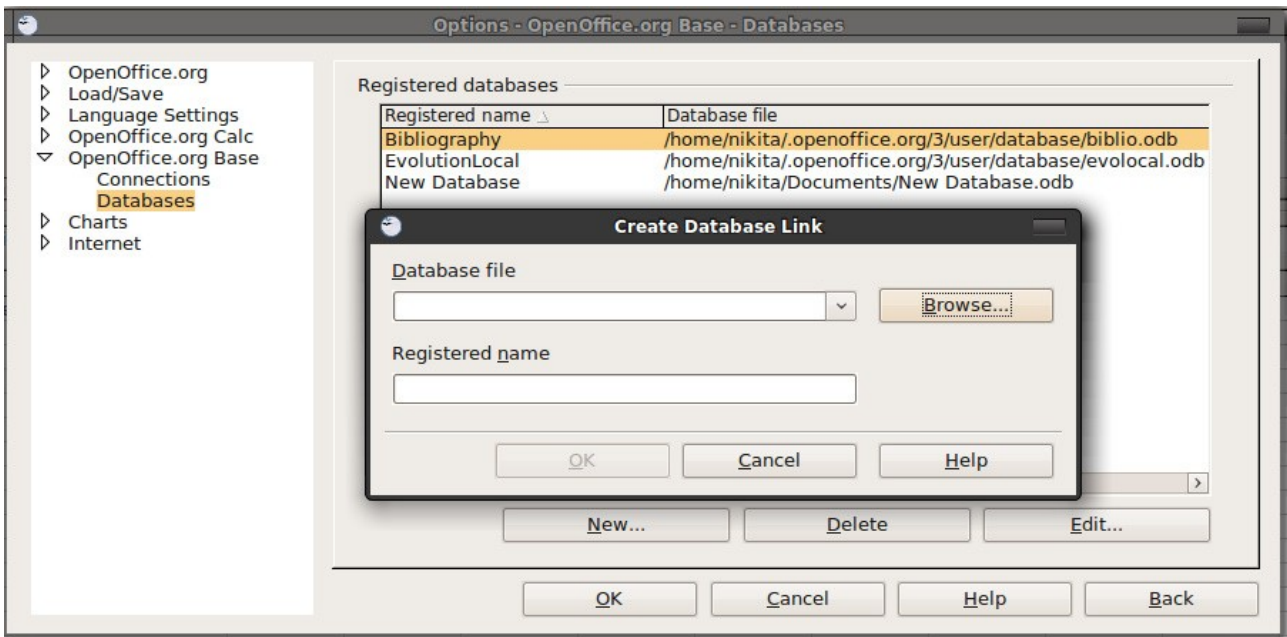 Options - OpenOffice.org Base - Databases
OpenOffice.org
Load/Save
Language Settings
OpenOffice.org Calc
OpenOffice.org Base
Connections
Databases
Charts
Internet
Registered databases
Registered name Database file
Bibliography /home/nikita/.openoffice.org/3/user/database/biblio.odb
EvolutionLocal /home/nikita/.openoffice.org/3/user/database/evolocal.odb
New Database /home/nikita/Documents/New Database.odb
Create Database Link
Database file
Browse...
Registered name
OK Cancel Help
New... Delete Edit...
OK Cancel Help Back